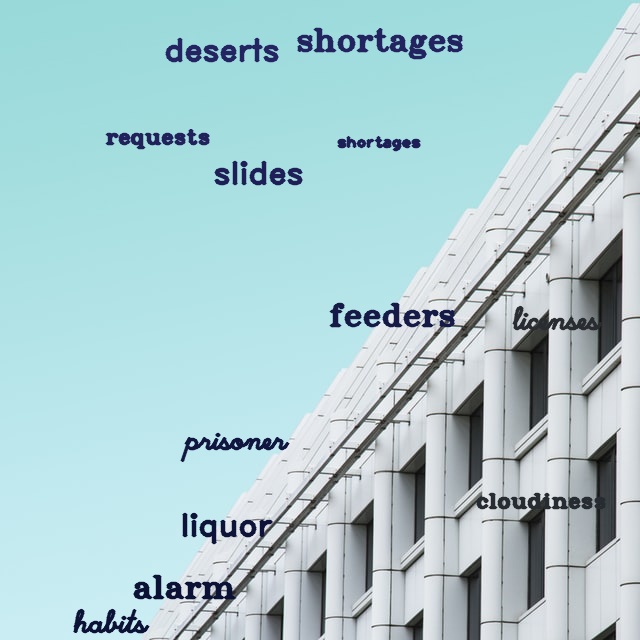 deserts shortages
requests shortages
slides
feeders licenses
prisoner
cloudiness
liquor
alarm
habits